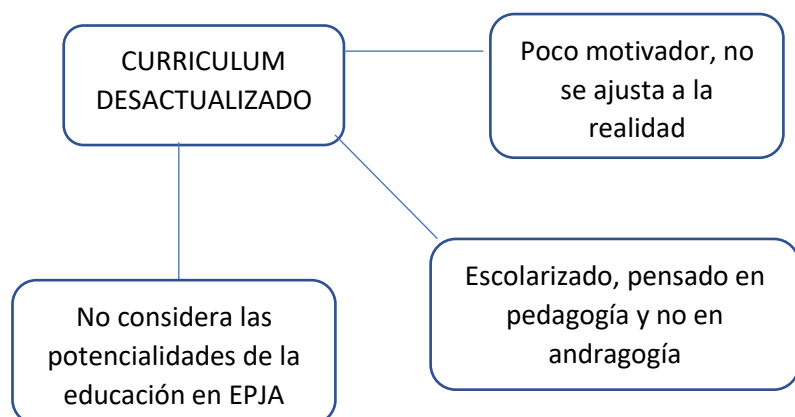 CURRICULUM
DESACTUALIZADO
Poco motivador, no
se ajusta a la
realidad
Escolarizado, pensado en
pedagogía y no en
andragogía
No considera las
potencialidades de la
educación en EPJA